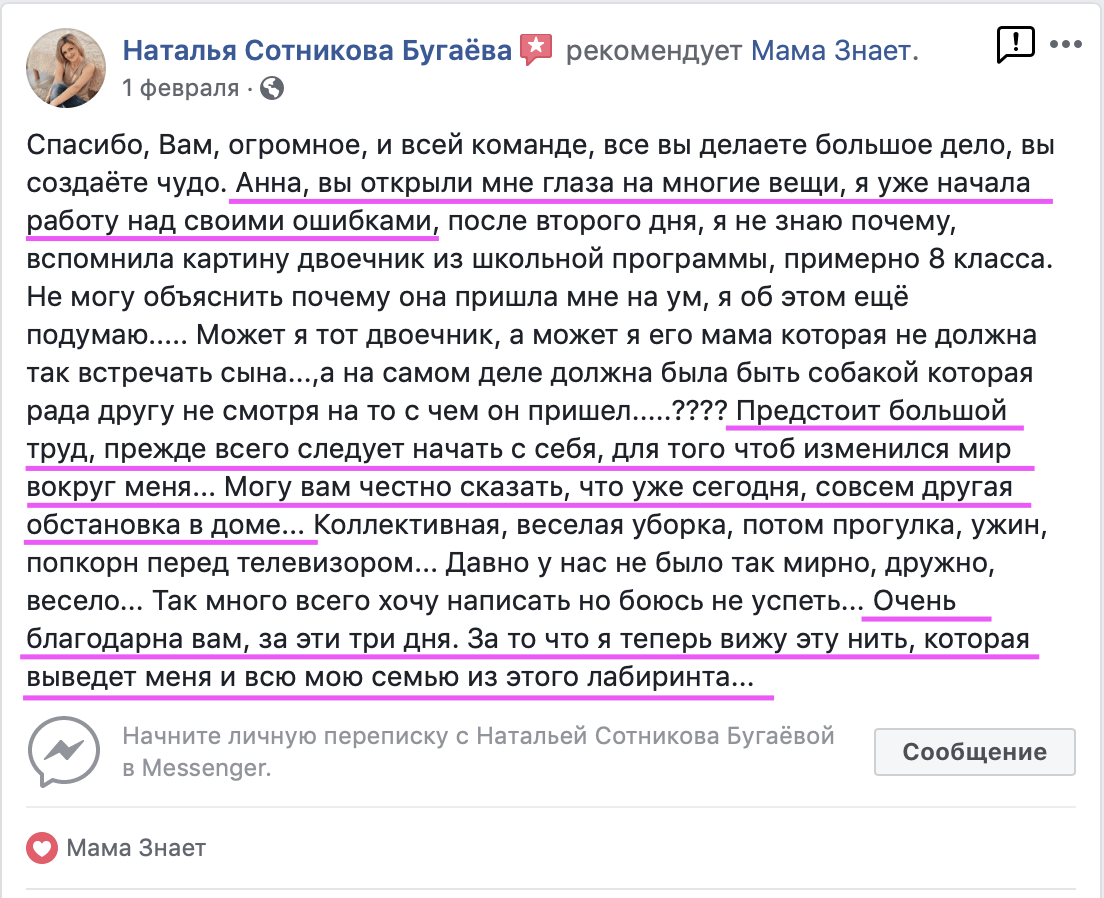 Наталья Сотникова Бугаёва рекомендует Мама Знает.
1 февраля ·
Спасибо, Вам, огромное, и всей команде, все вы делаете большое дело, вы
создаёте чудо. Анна, вы открыли мне глаза на многие вещи, я уже начала
работу над своими ошибками, после второго дня, я не знаю почему,
вспомнила картину двоечник из школьной программы, примерно 8 класса.
Не могу объяснить почему она пришла мне на ум, я об этом ещё
подумаю..... Может я тот двоечник, а может я его мама которая не должна
так встречать сына...,а на самом деле должна была быть собакой которая
рада другу не смотря на то с чем он пришел.....???? Предстоит большой
труд, прежде всего следует начать с себя, для того чтоб изменился мир
вокруг меня... Могу вам честно сказать, что уже сегодня, совсем другая
обстановка в доме... Коллективная, веселая уборка, потом прогулка, ужин,
попкорн перед телевизором... Давно у нас не было так мирно, дружно,
весело... Так много всего хочу написать но боюсь не успеть... Очень
благодарна вам, за эти три дня. За то что я теперь вижу эту нить, которая
выведет меня и всю мою семью из этого лабиринта...
Начните личную переписку с Натальей Сотникова Бугаёвой
в Messenger.
Сообщение
Мама Знает